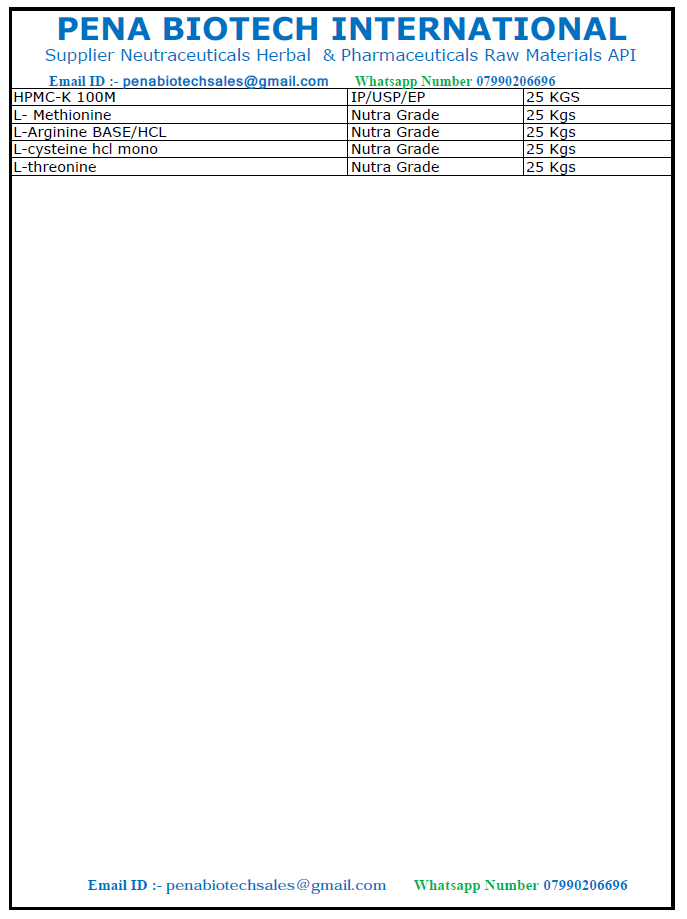 PENA BIOTECH INTERNATIONAL
Supplier Neutraceuticals Herbal & Pharmaceuticals Raw Materials API
Email ID :- penabiotechsales@gmail.com Whatsapp Number 07990206696
HPMC-K 100M IP/USP/EP 25 KGS
L- Methionine Nutra Grade 25 Kgs
L-Arginine BASE/HCL Nutra Grade 25 Kgs
L-cysteine hcl mono Nutra Grade 25 Kgs
L-threonine Nutra Grade 25 Kgs
Email ID :- penabiotechsales@gmail.com Whatsapp Number 07990206696